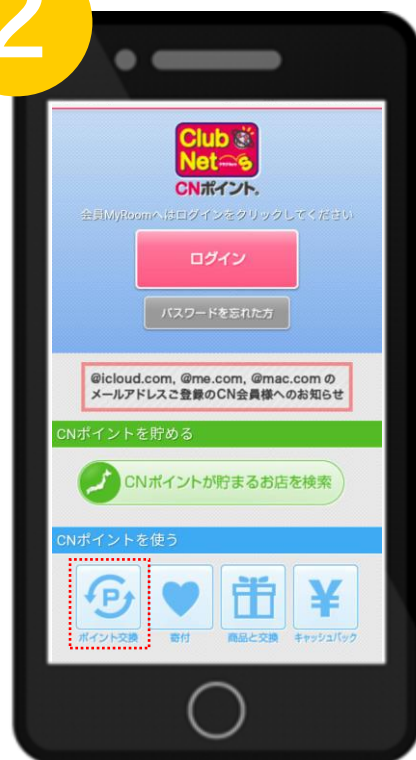 2
Club
Net~s
CNポイント。
会員MyRoomへはログインをクリックしてください
ログイン
パスワードを忘れた方
@icloud.com, @me.com, @mac.com の
メールアドレスご登録のCN会員様へのお知らせ
CNポイントを貯める
CNポイントが貯まるお店を検索
CNポイントを使う
P ¥
ポイント交換 寄付 商品と交換 キャッシュバック